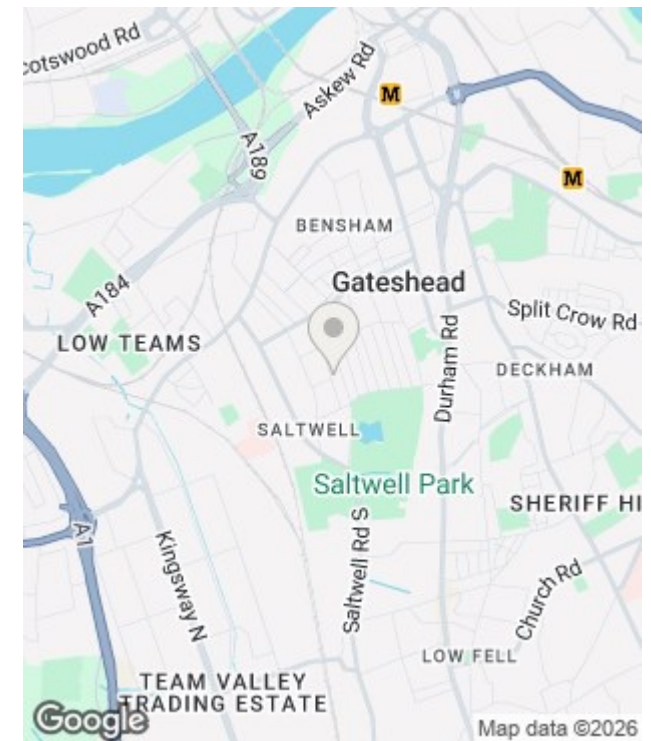 cotswood Rd
Askew Rd
M
A189
M
BENSHAM
Gateshead
A184
Split Crow Rd
LOW TEAMS
Durham Rd
DECKHAM
SALTWELL
Saltwell Park
SHERIFF HI
A1
Kingsway N
Saltwell Rd S
Church Rd
LOW FELL
TEAM VALLEY
TRADING ESTATE
Google
Map data ©2026